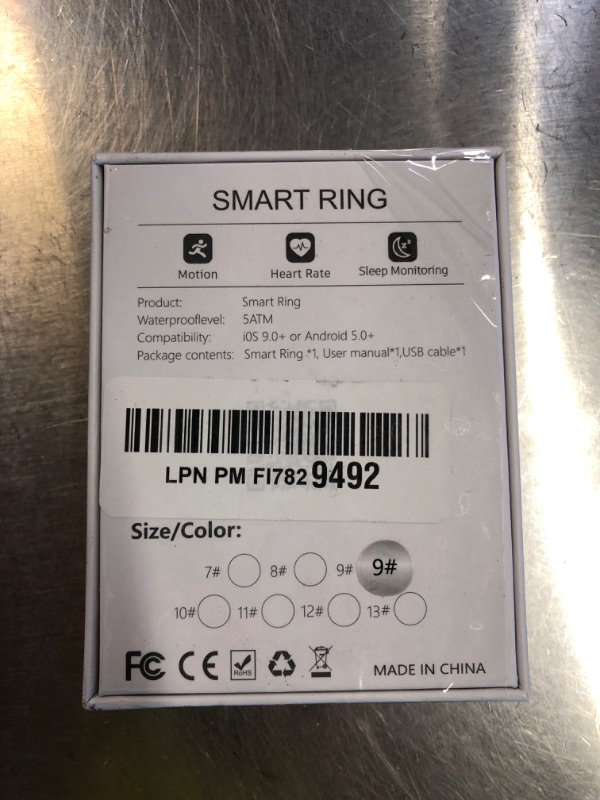 SMART RING
Motion Heart Rate Sleep Monitoring
Product: Smart Ring
Waterprooflevel: 5ATM
Compatibility: iOS 9.0+ or Android 5.0+
Package contents: Smart Ring *1, User manual*1,USB cable*1
LPN PM FI782 9492
Size/Color:
7# 8# 9# 9#
10# 11# 12# 13#
FC CE RoHS MADE IN CHINA